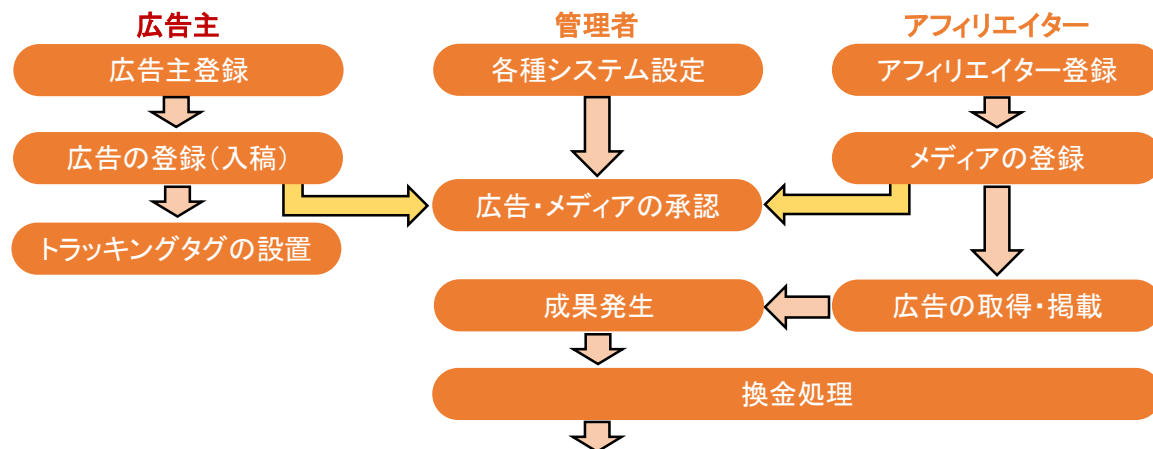 広告主
管理者
アフィリエイター
広告主登録
各種システム設定
アフィリエイター登録
広告の登録（入稿）
メディアの登録
広告・メディアの承認
トラッキングタグの設置
成果発生
広告の取得・掲載
換金処理